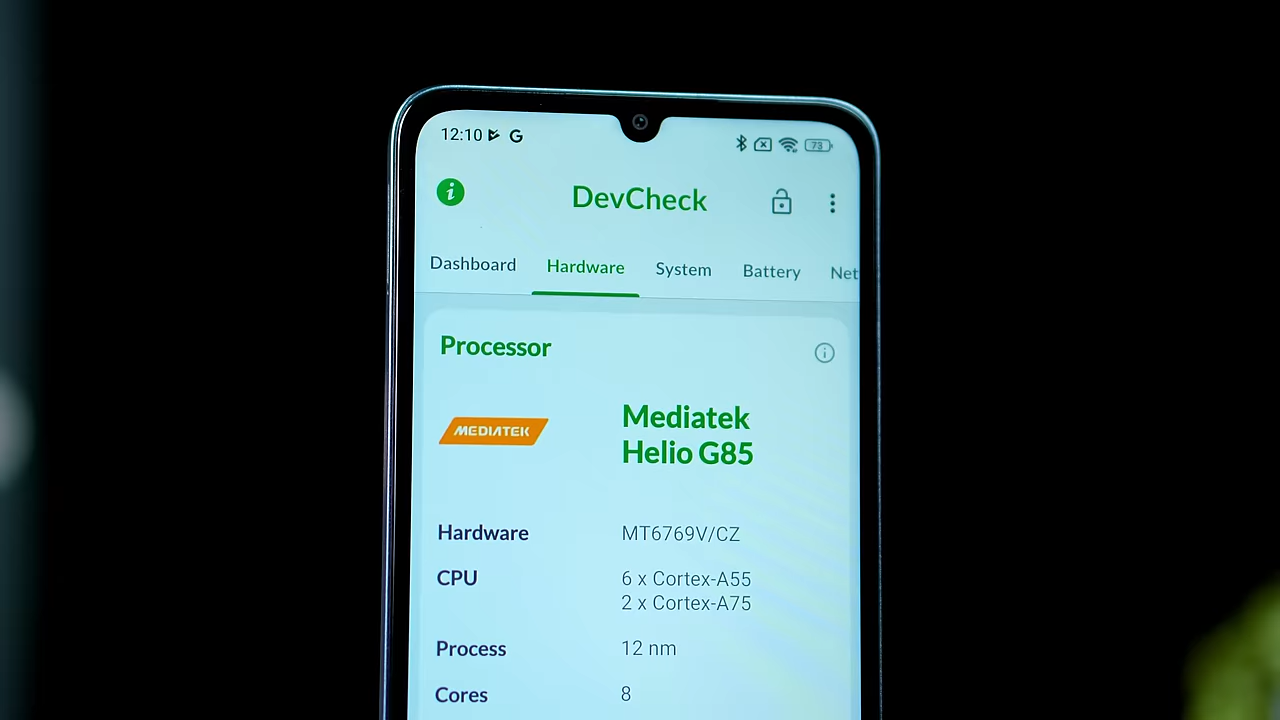 12:10
73
DevCheck
Dashboard Hardware System Battery Net
Processor
MEDIATEK
Mediatek
Helio G85
Hardware MT6769V/CZ
CPU 6 x Cortex-A55
2 x Cortex-A75
Process 12 nm
Cores 8